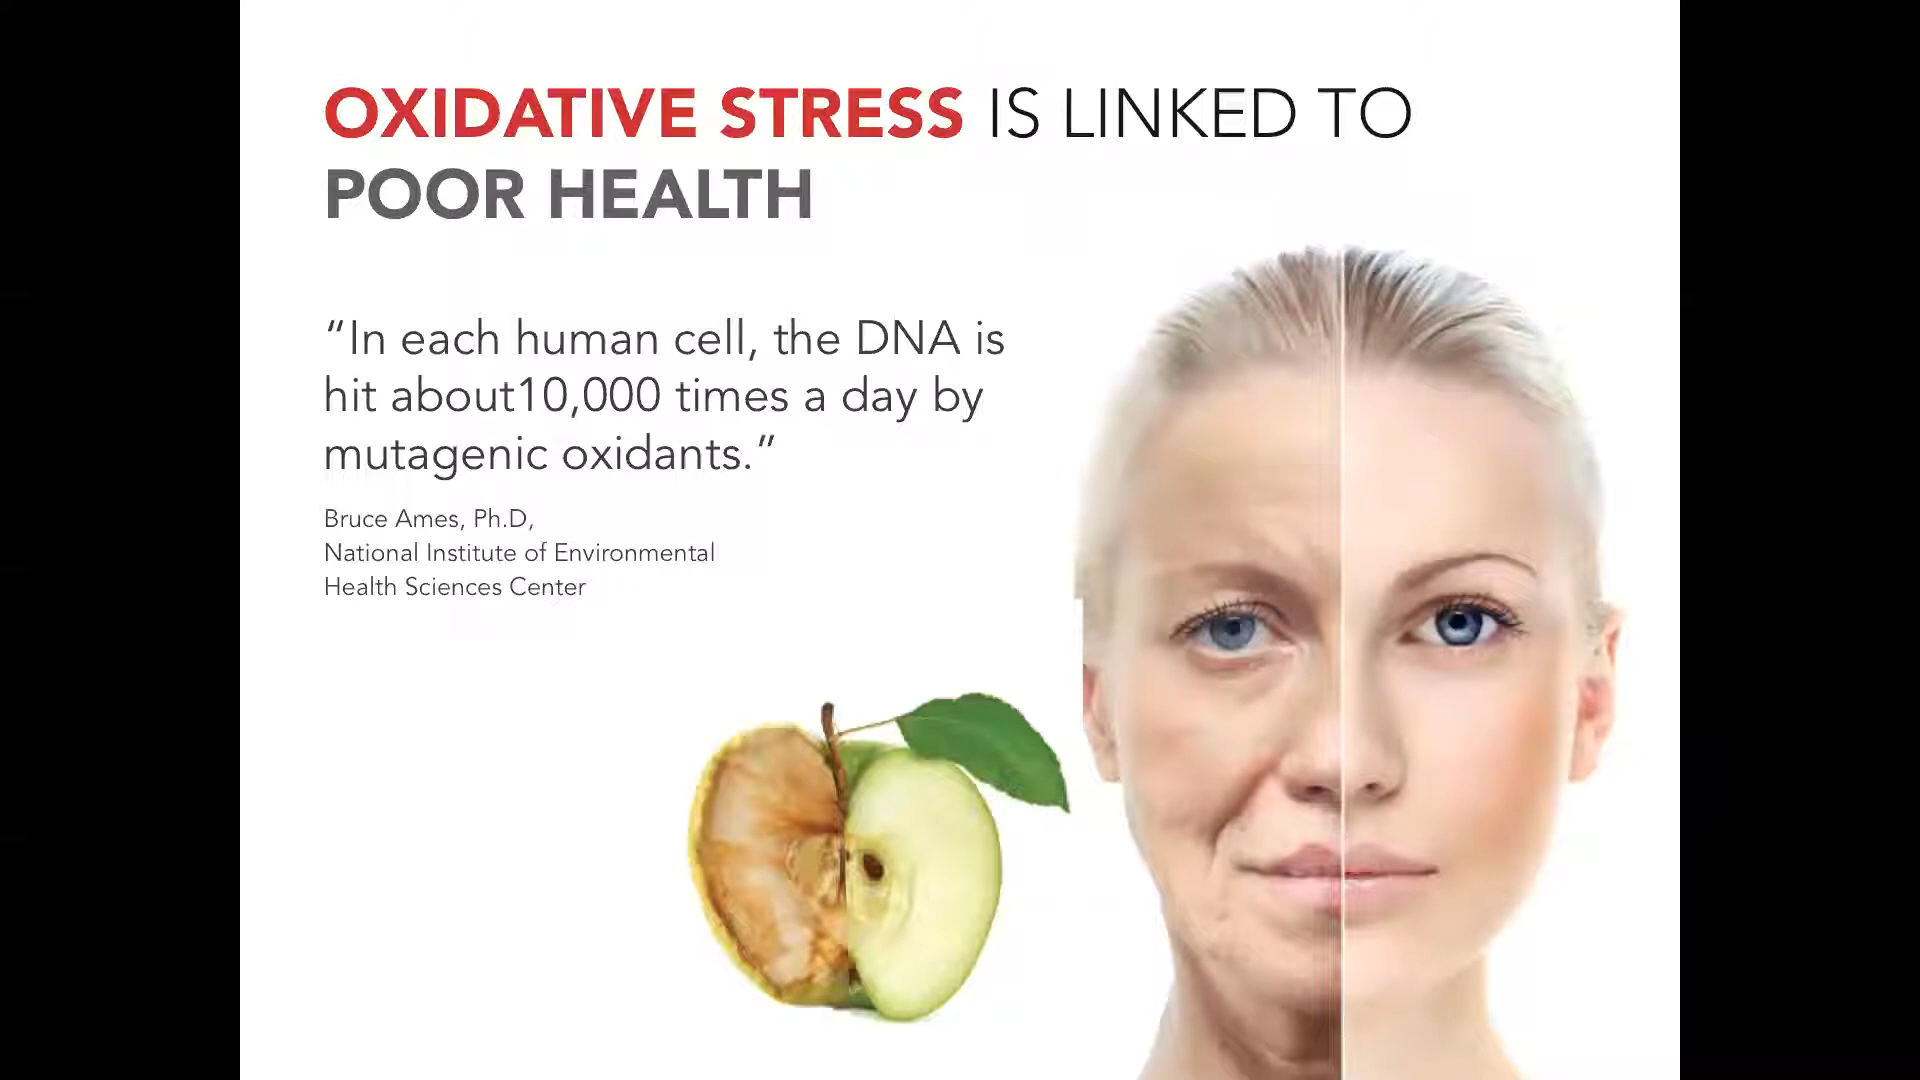 OXIDATIVE STRESS IS LINKED TO
POOR HEALTH
“In each human cell, the DNA is
hit about10,000 times a day by
mutagenic oxidants.”
Bruce Ames, Ph.D,
National Institute of Environmental
Health Sciences Center